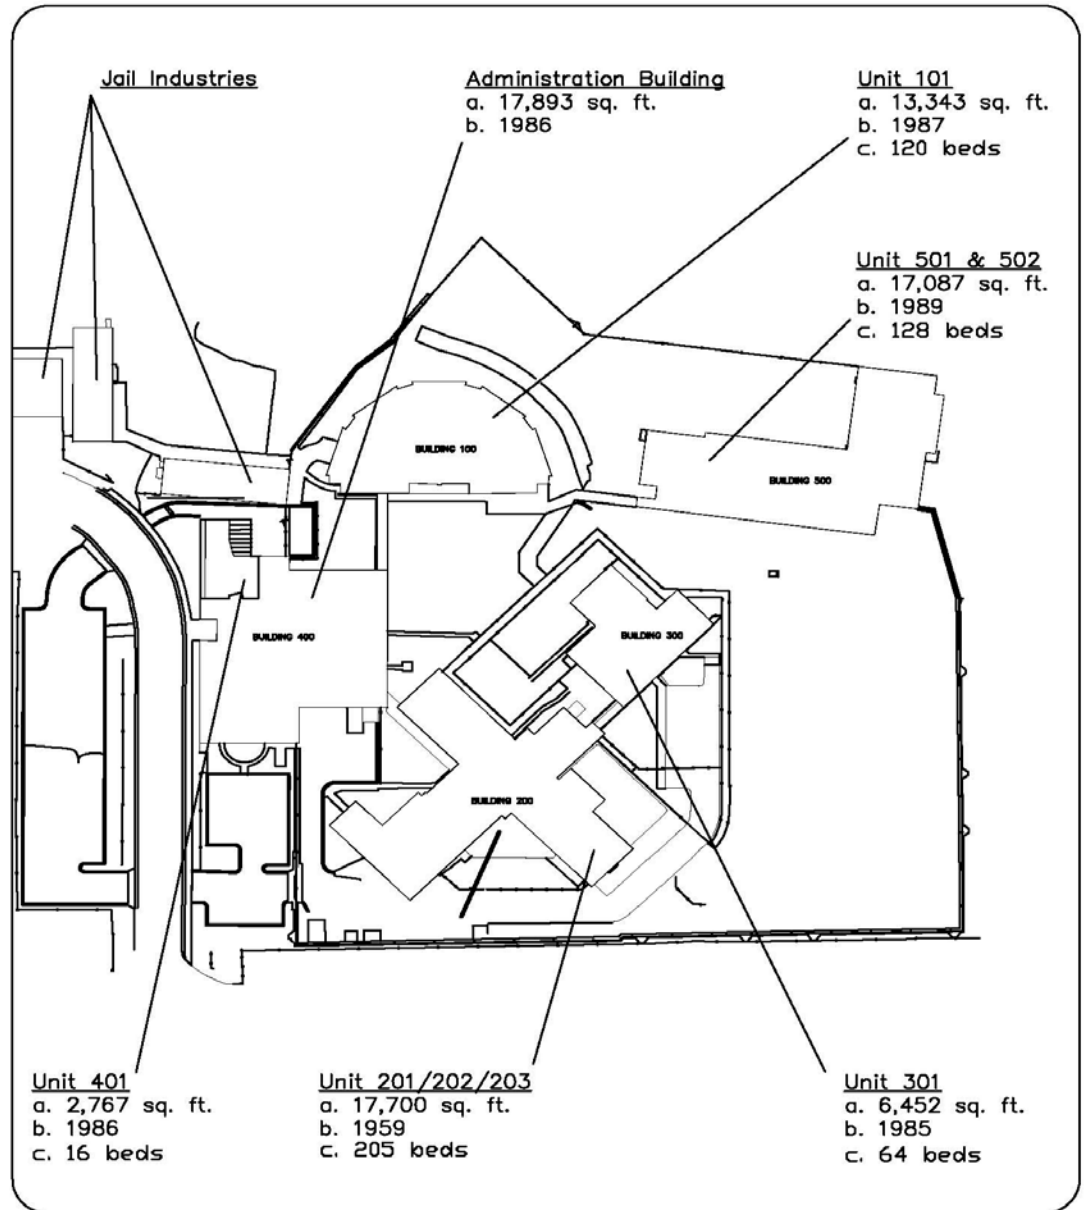 Jail Industries
Administration Building
a. 17,893 sq. ft.
b. 1986
Unit 101
a. 13,343 sq. ft.
b. 1987
c. 120 beds
Unit 501 & 502
a. 17,087 sq. ft.
b. 1989
c. 128 beds
BUILDING 100
BUILDING 500
BUILDING 400
BUILDING 300
BUILDING 200
Unit 401
a. 2,767 sq. ft.
b. 1986
c. 16 beds
Unit 201/202/203
a. 17,700 sq. ft.
b. 1959
c. 205 beds
Unit 301
a. 6,452 sq. ft.
b. 1985
c. 64 beds